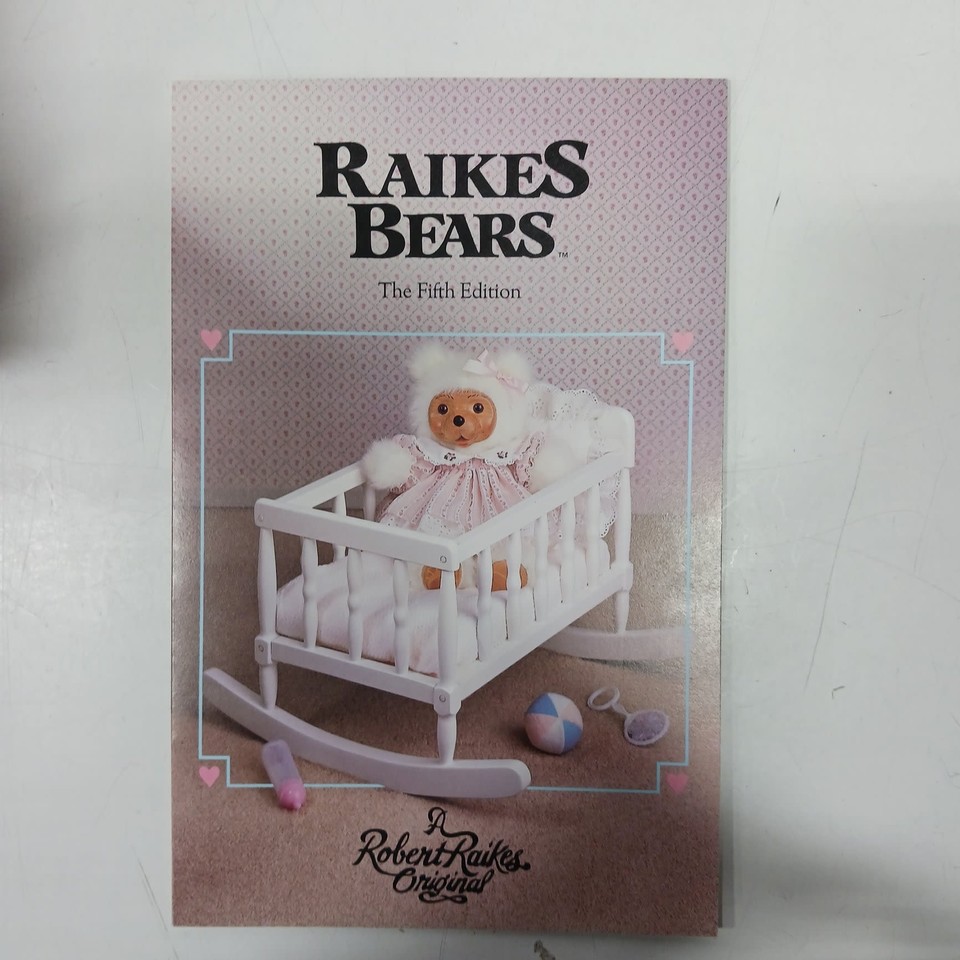 RAIKES
BEARS™
The Fifth Edition
A
Robert Raikes
Original